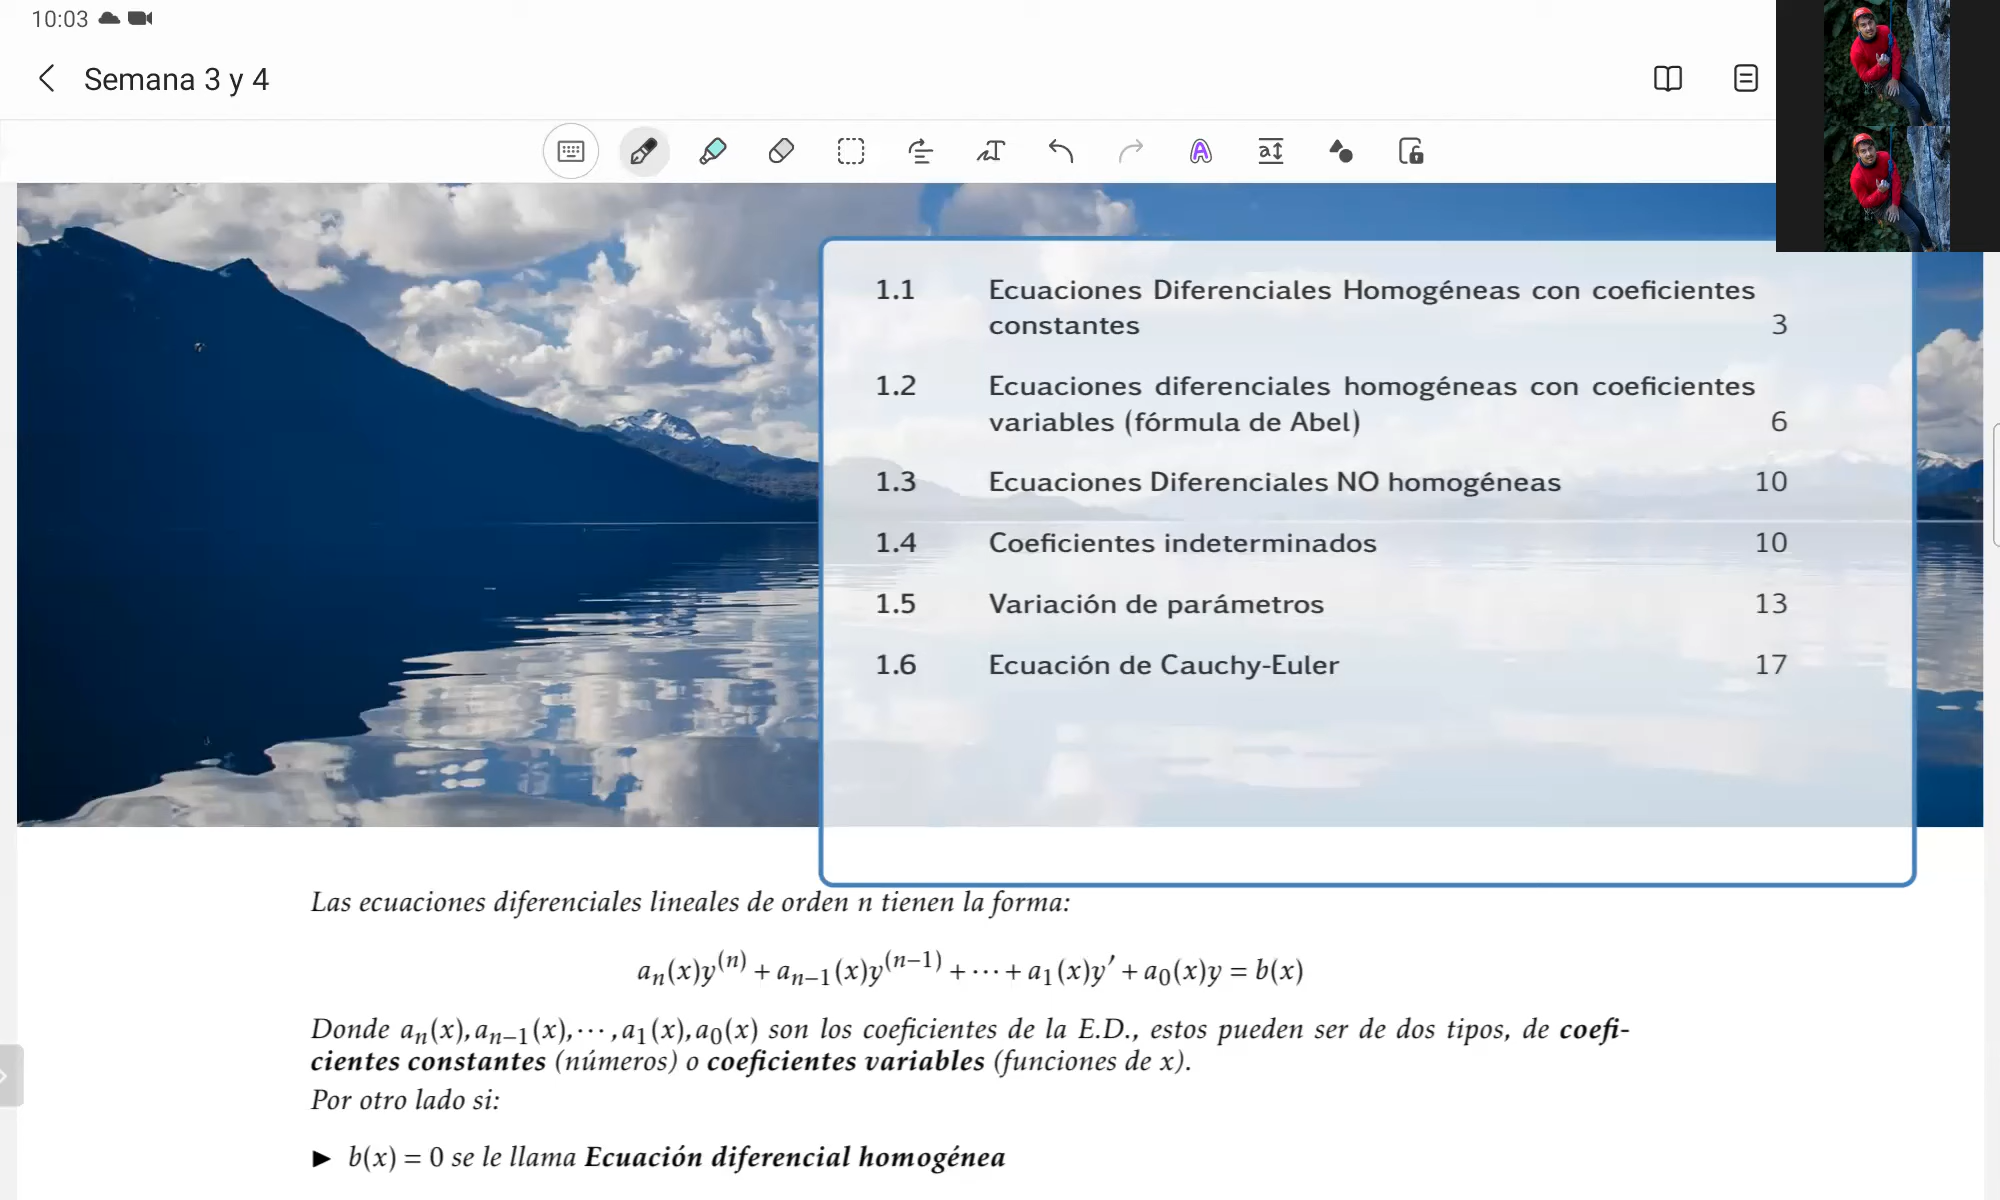 10:03
Semana 3 y 4
1.1 Ecuaciones Diferenciales Homogéneas con coeficientes
constantes 3
1.2 Ecuaciones diferenciales homogéneas con coeficientes
variables (fórmula de Abel) 6
1.3 Ecuaciones Diferenciales NO homogéneas 10
1.4 Coeficientes indeterminados 10
1.5 Variación de parámetros 13
1.6 Ecuación de Cauchy-Euler 17
Las ecuaciones diferenciales lineales de orden n tienen la forma:
aₙ(x)y⁽ⁿ⁾ + aₙ₋₁(x)y⁽ⁿ⁻¹⁾ + ⋯ + a₁(x)y′ + a₀(x)y = b(x)
Donde aₙ(x), aₙ₋₁(x), ⋯ , a₁(x), a₀(x) son los coeficientes de la E.D., estos pueden ser de dos tipos, de coefi-
cientes constantes (números) o coeficientes variables (funciones de x).
Por otro lado si:
► b(x) = 0 se le llama Ecuación diferencial homogénea